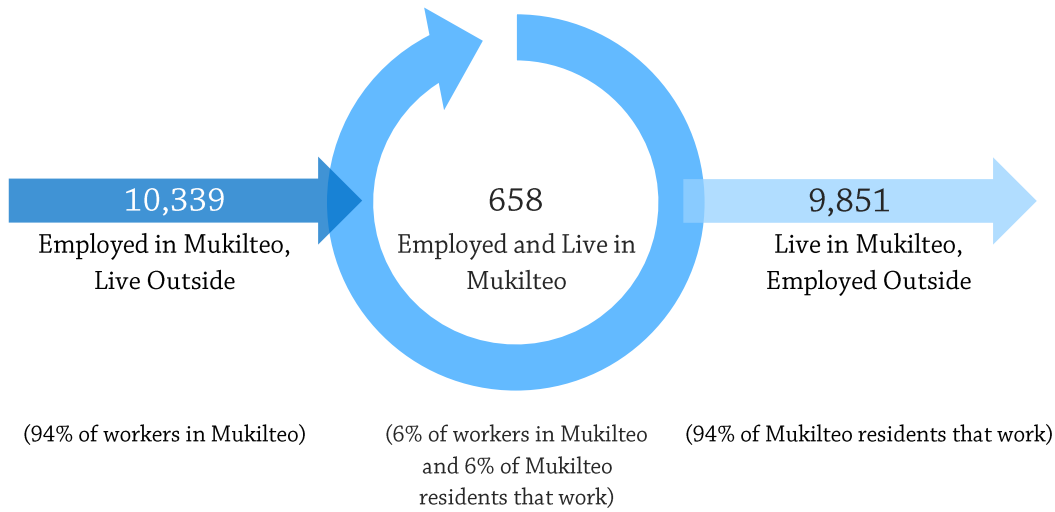 10,339
Employed in Mukilteo,
Live Outside
(94% of workers in Mukilteo)
658
Employed and Live in
Mukilteo
(6% of workers in Mukilteo
and 6% of Mukilteo
residents that work)
9,851
Live in Mukilteo,
Employed Outside
(94% of Mukilteo residents that work)